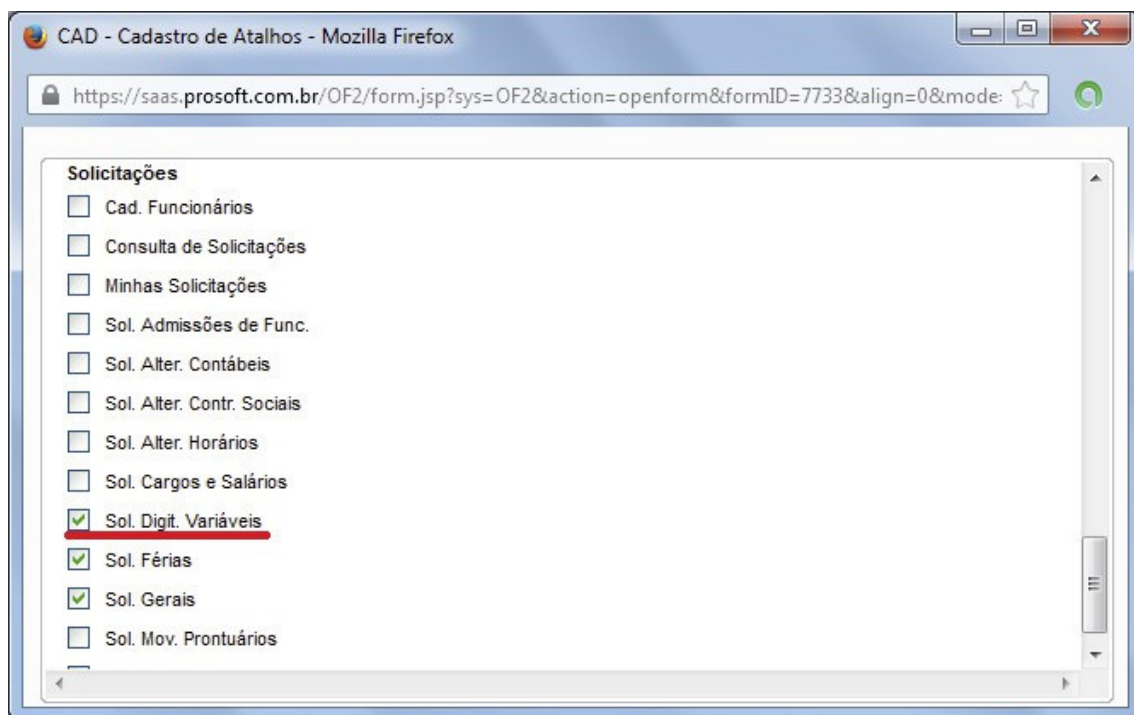 CAD - Cadastro de Atalhos - Mozilla Firefox
https://saas.prosoft.com.br/OF2/form.jsp?sys=OF2&action=openform&formID=7733&align=0&mode:
Solicitações
Cad. Funcionários
Consulta de Solicitações
Minhas Solicitações
Sol. Admissões de Func.
Sol. Alter. Contábeis
Sol. Alter. Contr. Sociais
Sol. Alter. Horários
Sol. Cargos e Salários
Sol. Digit. Variáveis
Sol. Férias
Sol. Gerais
Sol. Mov. Prontuários